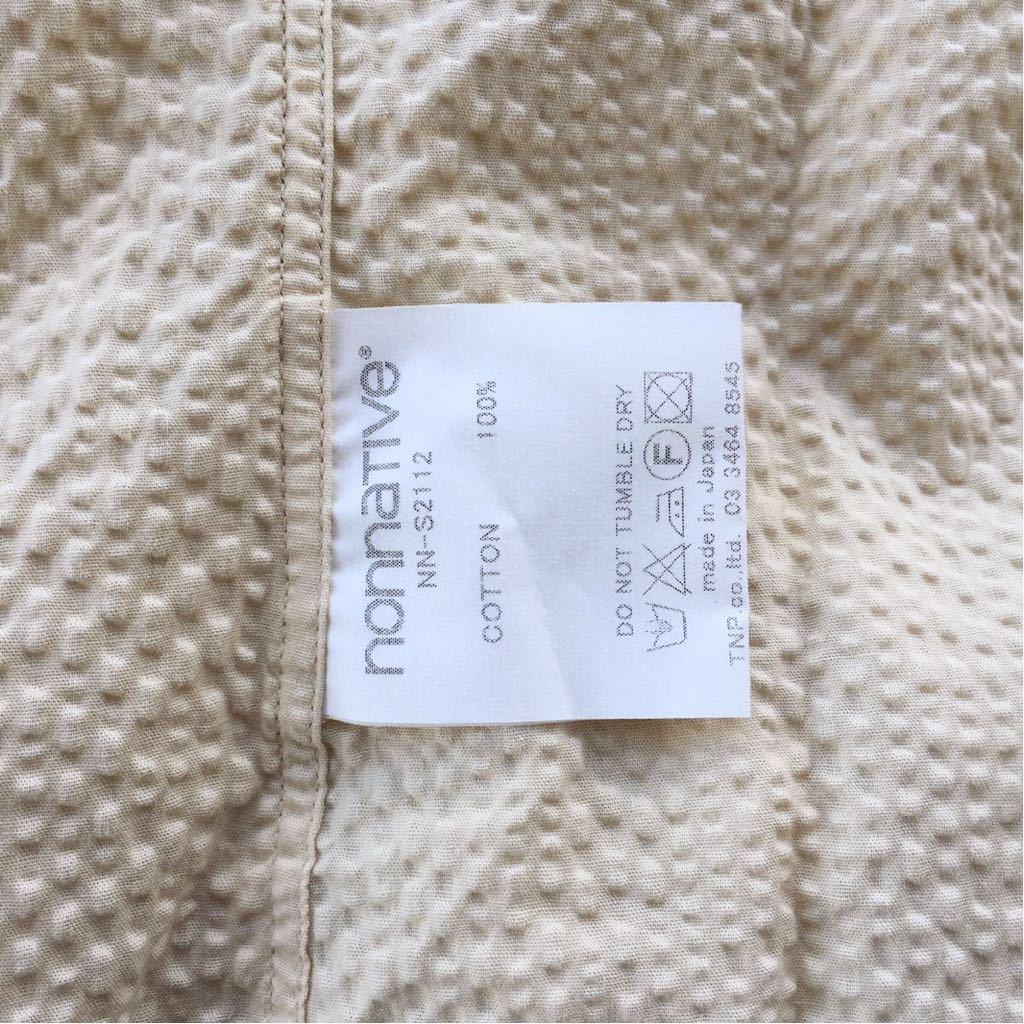 nonnative®
NN-S2112
COTTON 100%
DO NOT TUMBLE DRY
F
made in Japan
TNP.co.,ltd. 03 3464 8545